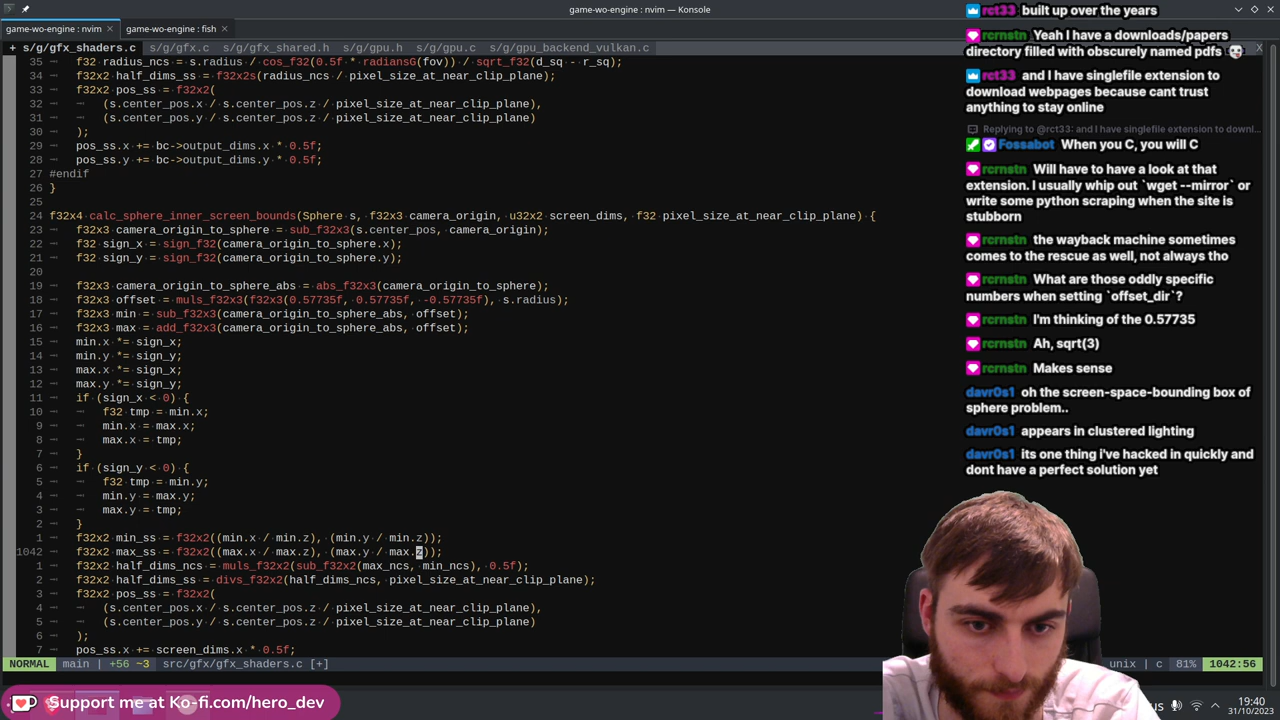 game-wo-engine : nvim — Konsole
game-wo-engine : nvim
game-wo-engine : fish
+ s/g/gfx_shaders.c s/g/gfx.c s/g/gfx s/g/gpu.h s/g/gpu.c s/g/gpu_backend_vulkan.c X
35 f32 radius_ncs = s.radius / cos_f32(0.5f * radiansG(fov)) / sqrt_f32(d_sq - r_sq);
34 f32x2 half_dims_ss = f32x2s(radius_ncs / pixel_size_at_near_clip_plane);
33 f32x2 pos_ss = f32x2(
32 (s.center_pos.x / s.center_pos.z / pixel_size_at_near_clip_plane),
31 (s.center_pos.y / s.center_pos.z / pixel_size_at_near_clip_plane)
30 );
29 pos_ss.x += bc->output_dims.x * 0.5f;
28 pos_ss.y += bc->output_dims.y * 0.5f;
27 #endif
26 }
25
24 f32x4 calc_sphere_inner_screen_bounds(Sphere s, f32x3 camera_origin, u32x2 screen_dims, f32 pixel_size_at_near_clip_plane) {
23 f32x3 camera_origin_to_sphere = sub_f32x3(s.center_pos, camera_origin);
22 f32 sign_x = sign_f32(camera_origin_to_sphere.x);
21 f32 sign_y = sign_f32(camera_origin_to_sphere.y);
20
19 f32x3 camera_origin_to_sphere_abs = abs_f32x3(camera_origin_to_sphere);
18 f32x3 offset = muls_f32x3(f32x3(0.57735f, 0.57735f, -0.57735f), s.radius);
17 f32x3 min = sub_f32x3(camera_origin_to_sphere_abs, offset);
16 f32x3 max = add_f32x3(camera_origin_to_sphere_abs, offset);
15 min.x *= sign_x;
14 min.y *= sign_y;
13 max.x *= sign_x;
12 max.y *= sign_y;
11 if (sign_x < 0) {
10 f32 tmp = min.x;
9 min.x = max.x;
8 max.x = tmp;
7 }
6 if (sign_y < 0) {
5 f32 tmp = min.y;
4 min.y = max.y;
3 max.y = tmp;
2 }
1 f32x2 min_ss = f32x2((min.x / min.z), (min.y / min.z));
1042 f32x2 max_ss = f32x2((max.x / max.z), (max.y / max.z));
1 f32x2 half_dims_ncs = muls_f32x2(sub_f32x2(max_ncs, min_ncs), 0.5f);
2 f32x2 half_dims_ss = divs_f32x2(half_dims_ncs, pixel_size_at_near_clip_plane);
3 f32x2 pos_ss = f32x2(
4 (s.center_pos.x / s.center_pos.z / pixel_size_at_near_clip_plane),
5 (s.center_pos.y / s.center_pos.z / pixel_size_at_near_clip_plane)
6 );
7 pos_ss.x += screen_dims.x * 0.5f;
NORMAL main | +56 ~3 src/gfx/gfx_shaders.c [+] unix | c 81% 1042:56
Support me at Ko-fi.com/hero_dev
us
19:40
31/10/2023
rct33 built up over the years
rcrnstn Yeah I have a downloads/papers
directory filled with obscurely named pdfs
rct33 and I have singlefile extension to
download webpages because cant trust
anything to stay online
Replying to @rct33: and I have singlefile extension to downl...
Fossabot When you C, you will C
rcrnstn Will have to have a look at that
extension. I usually whip out `wget --mirror` or
write some python scraping when the site is
stubborn
rcrnstn the wayback machine sometimes
comes to the rescue as well, not always tho
rcrnstn What are those oddly specific
numbers when setting `offset_dir`?
rcrnstn I'm thinking of the 0.57735
rcrnstn Ah, sqrt(3)
rcrnstn Makes sense
davr0s1 oh the screen-space-bounding box of
sphere problem..
davr0s1 appears in clustered lighting
davr0s1 its one thing i've hacked in quickly and
dont have a perfect solution yet